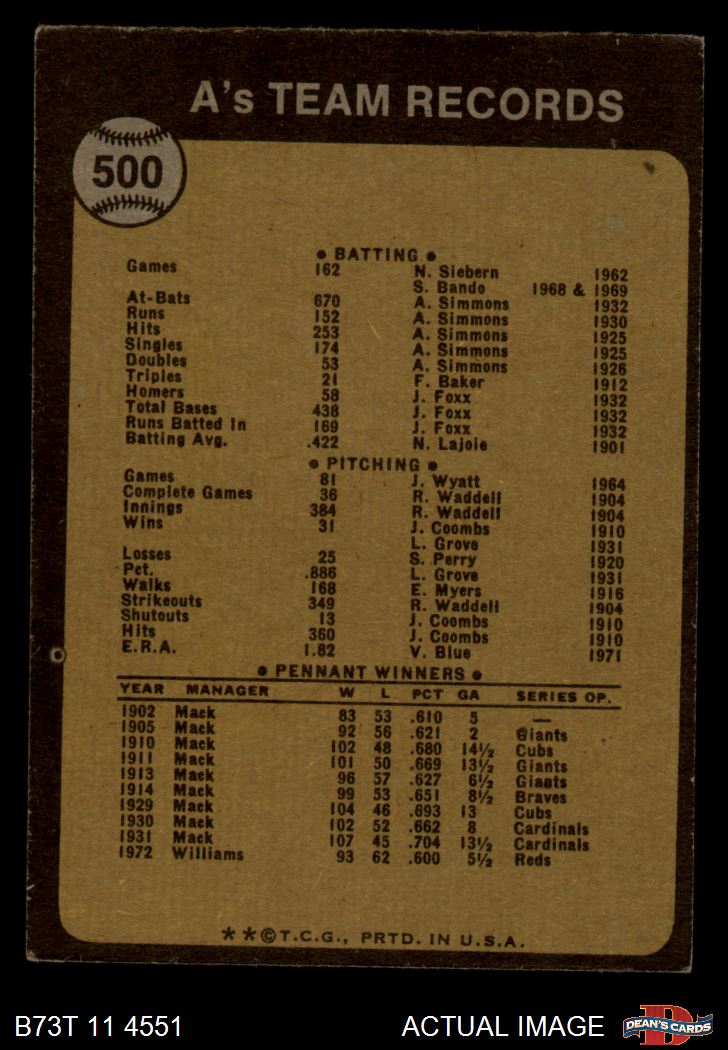 A's TEAM RECORDS
500
• BATTING •
Games 162 N. Siebern 1962
S. Bando 1968 & 1969
At-Bats 670 A. Simmons 1932
Runs 152 A. Simmons 1930
Hits 253 A. Simmons 1925
Singles 174 A. Simmons 1925
Doubles 53 A. Simmons 1926
Triples 21 F. Baker 1912
Homers 58 J. Foxx 1932
Total Bases 438 J. Foxx 1932
Runs Batted In 169 J. Foxx 1932
Batting Avg. .422 N. Lajoie 1901
• PITCHING •
Games 81 J. Wyatt 1964
Complete Games 36 R. Waddell 1904
Innings 384 R. Waddell 1904
Wins 31 J. Coombs 1910
L. Grove 1931
Losses 25 S. Perry 1920
Pct. .886 L. Grove 1931
Walks 168 E. Myers 1916
Strikeouts 349 R. Waddell 1904
Shutouts 13 J. Coombs 1910
Hits 360 J. Coombs 1910
E.R.A. 1.82 V. Blue 1971
• PENNANT WINNERS •
YEAR MANAGER W L PCT GA SERIES OP.
1902 Mack 83 53 .610 5 —
1905 Mack 92 56 .621 2 Giants
1910 Mack 102 48 .680 14½ Cubs
1911 Mack 101 50 .669 13½ Giants
1913 Mack 96 57 .627 6½ Giants
1914 Mack 99 53 .651 8½ Braves
1929 Mack 104 46 .693 13 Cubs
1930 Mack 102 52 .662 8 Cardinals
1931 Mack 107 45 .704 13½ Cardinals
1972 Williams 93 62 .600 5½ Reds
**©T.C.G., PRTD. IN U.S.A.
B73T 11 4551 ACTUAL IMAGE DEAN'S CARDS